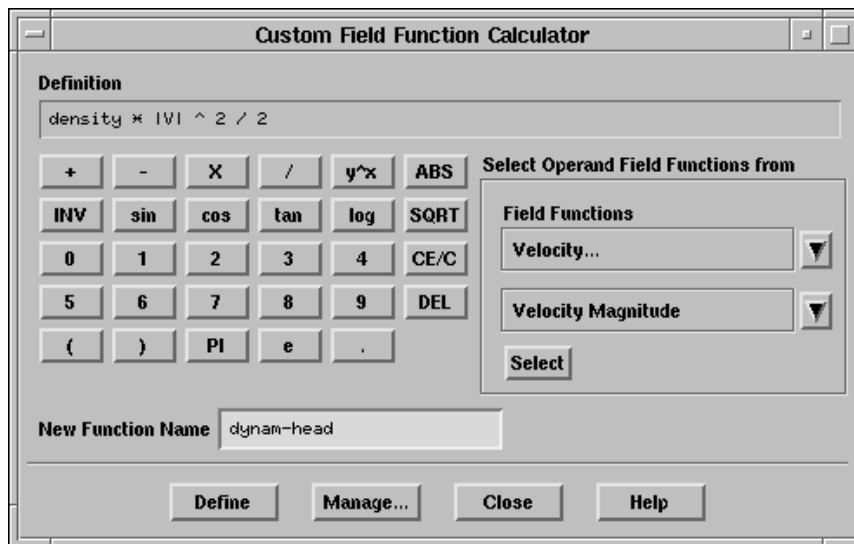 Custom Field Function Calculator
Definition
density * |V| ^ 2 / 2
+ - X / y^x ABS
INV sin cos tan log SQRT
0 1 2 3 4 CE/C
5 6 7 8 9 DEL
( ) PI e .
Select Operand Field Functions from
Field Functions
Velocity...
Velocity Magnitude
Select
New Function Name dynam-head
Define Manage... Close Help